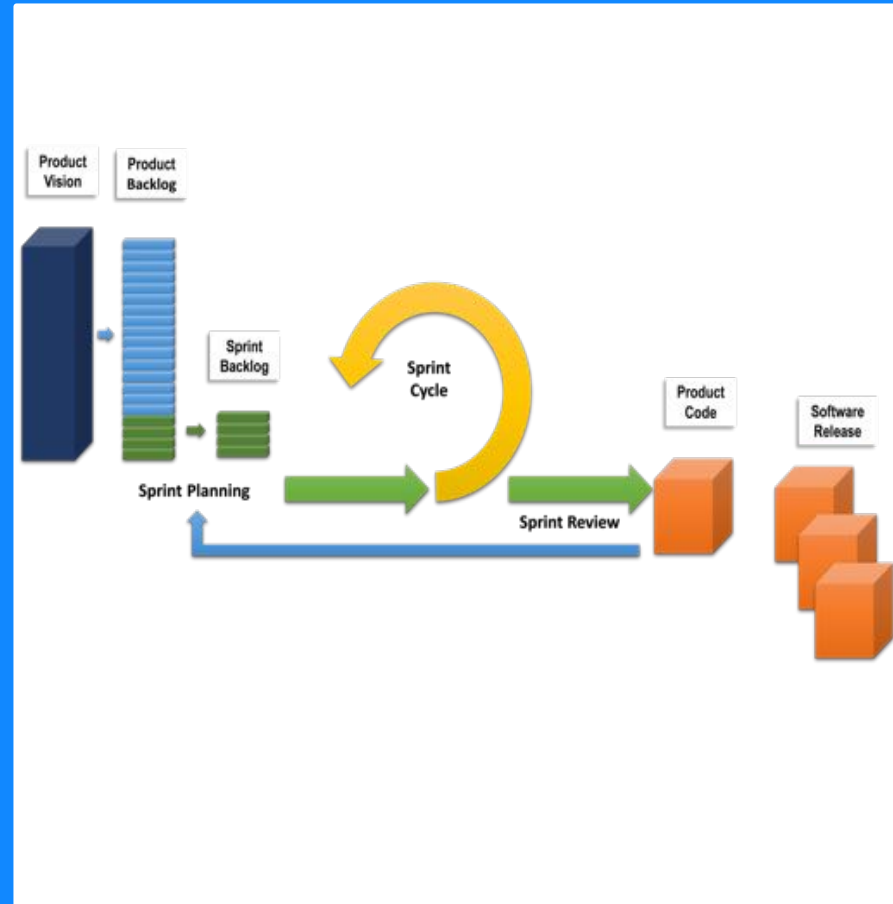 Product
Vision
Product
Backlog
Sprint
Backlog
Sprint
Cycle
Product
Code
Software
Release
Sprint Planning
Sprint Review